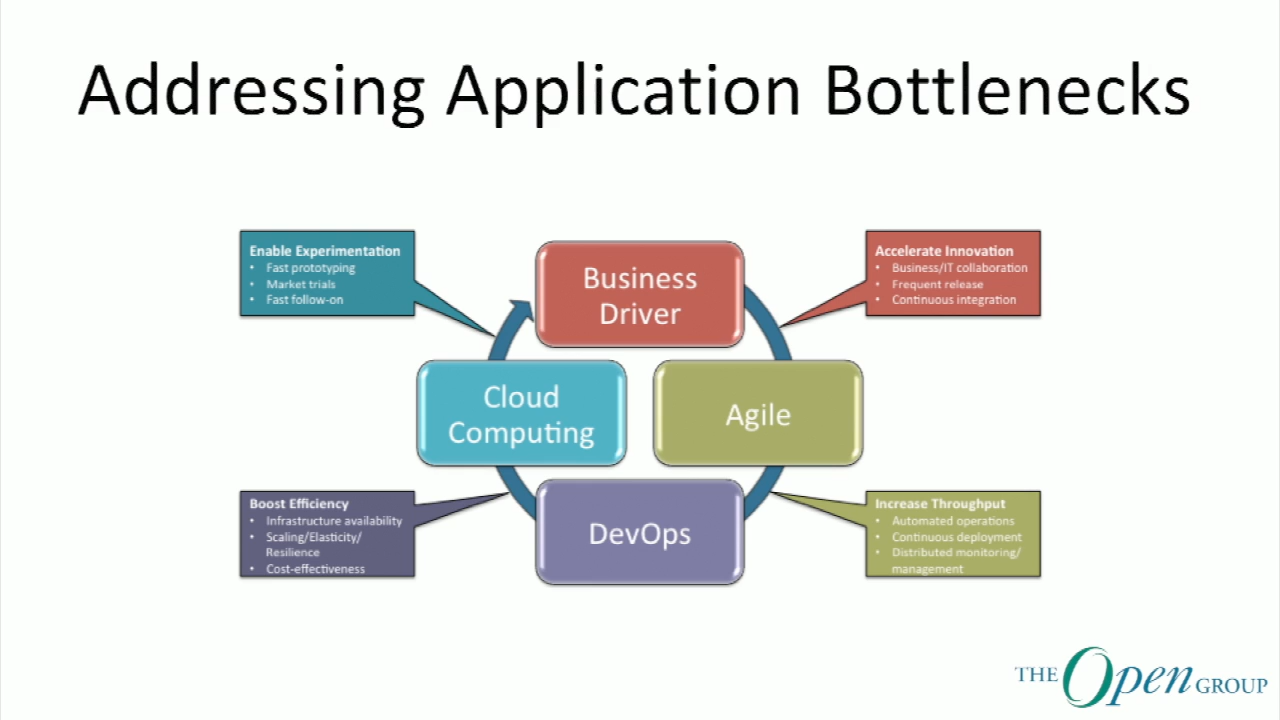 Addressing Application Bottlenecks
Enable Experimentation
• Fast prototyping
• Market trials
• Fast follow-on
Business
Driver
Accelerate Innovation
• Business/IT collaboration
• Frequent release
• Continuous integration
Cloud
Computing
Agile
Boost Efficiency
• Infrastructure availability
• Scaling/Elasticity/
Resilience
• Cost-effectiveness
DevOps
Increase Throughput
• Automated operations
• Continuous deployment
• Distributed monitoring/
management
THE Open GROUP